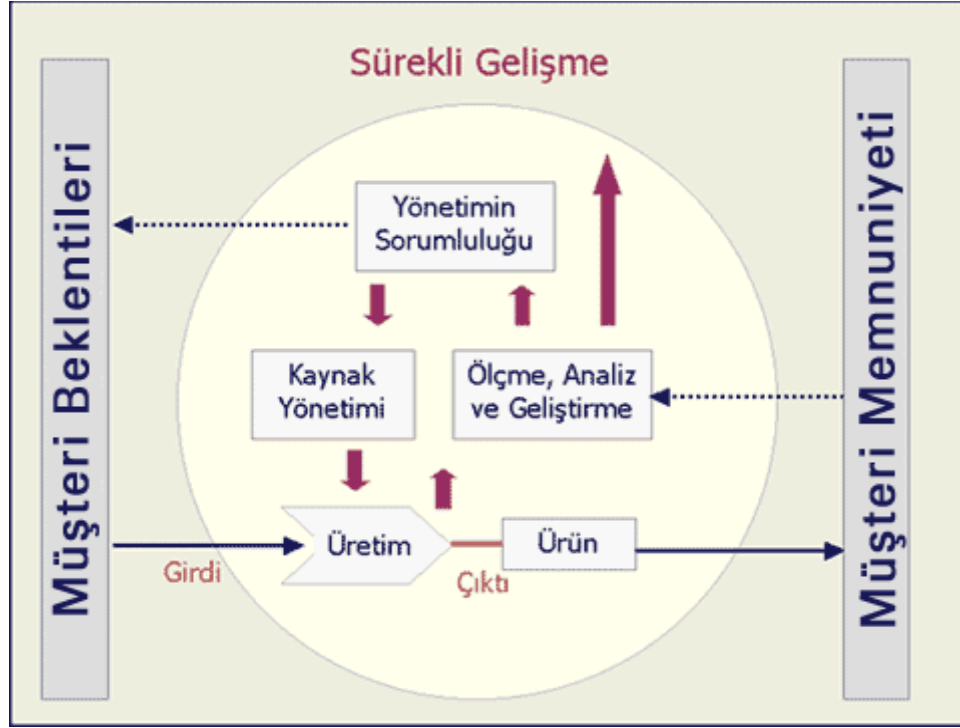 Sürekli Gelişme
Müşteri Beklentileri
Yönetimin
Sorumluluğu
Kaynak
Yönetimi
Ölçme, Analiz
ve Geliştirme
Girdi
Üretim
Çıktı
Ürün
Müşteri Memnuniyeti